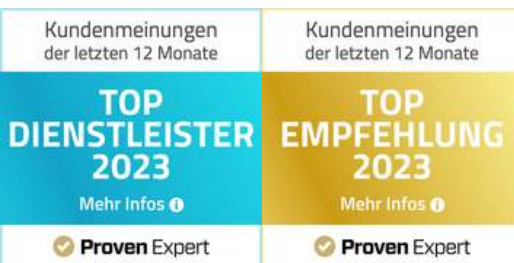 Kundenmeinungen
der letzten 12 Monate
TOP
DIENSTLEISTER
2023
Mehr Infos
Proven Expert
Kundenmeinungen
der letzten 12 Monate
TOP
EMPFEHLUNG
2023
Mehr Infos
Proven Expert